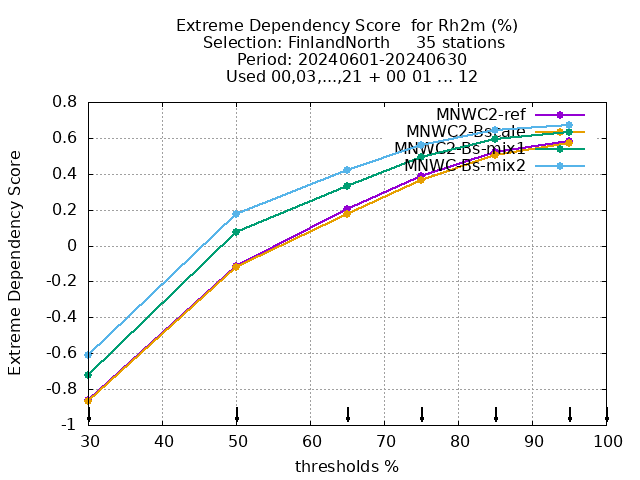 Extreme Dependency Score  for Rh2m (%)
Selection: FinlandNorth     35 stations
Period: 20240601-20240630
Used 00,03,...,21 + 00 01 ... 12
MNWC2-ref
MNWC2-Bscale
MNWC2-Bs-mix1
MNWC-Bs-mix2
Extreme Dependency Score
0.8
0.6
0.4
0.2
0
-0.2
-0.4
-0.6
-0.8
-1
30 40 50 60 70 80 90 100
thresholds %